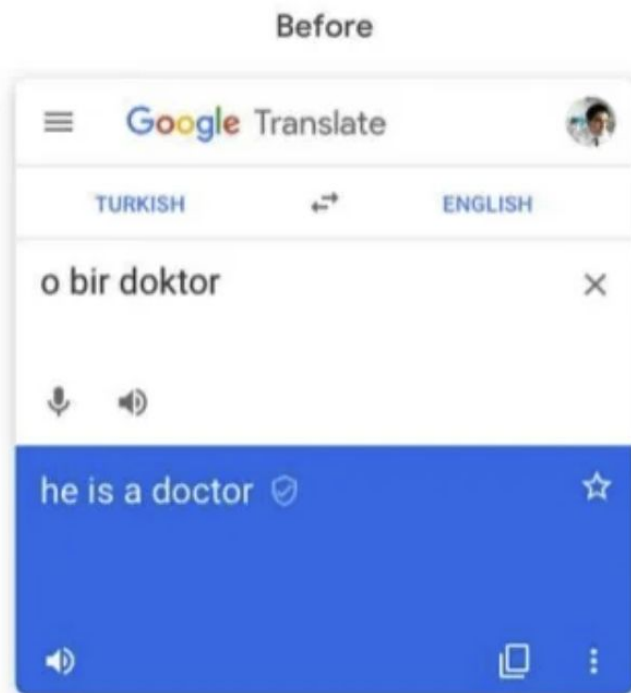 Before
Google Translate
TURKISH ENGLISH
o bir doktor
he is a doctor